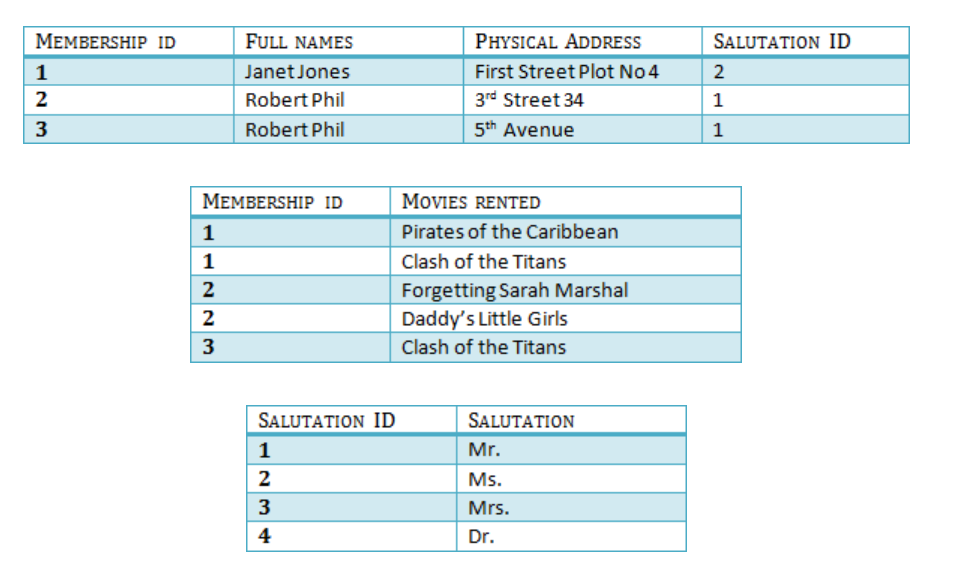 MEMBERSHIP ID FULL NAMES PHYSICAL ADDRESS SALUTATION ID
1 Janet Jones First Street Plot No 4 2
2 Robert Phil 3rd Street 34 1
3 Robert Phil 5th Avenue 1
MEMBERSHIP ID MOVIES RENTED
1 Pirates of the Caribbean
1 Clash of the Titans
2 Forgetting Sarah Marshal
2 Daddy's Little Girls
3 Clash of the Titans
SALUTATION ID SALUTATION
1 Mr.
2 Ms.
3 Mrs.
4 Dr.